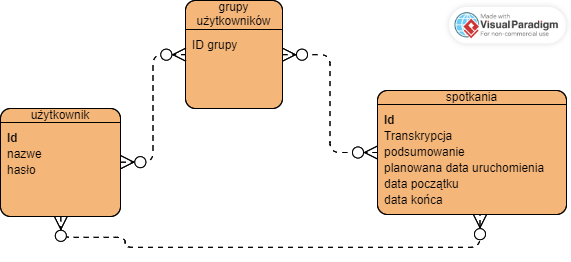 grupy
użytkowników
ID grupy
Made with
Visual Paradigm
For non-commercial use
użytkownik
Id
nazwe
hasło
spotkania
Id
Transkrypcja
podsumowanie
planowana data uruchomienia
data początku
data końca